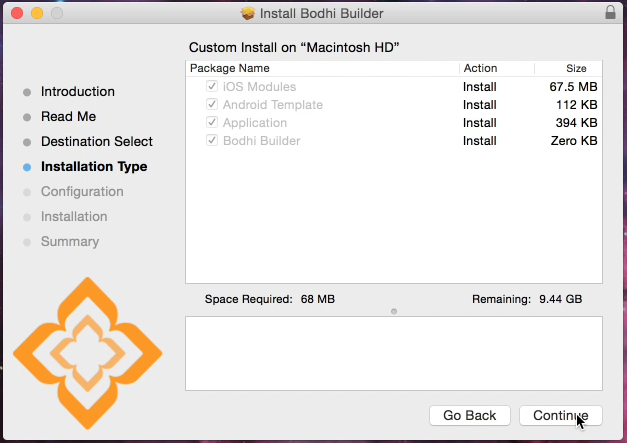 Install Bodhi Builder
Custom Install on “Macintosh HD”
Introduction
Read Me
Destination Select
Installation Type
Configuration
Installation
Summary
Package Name Action Size
iOS Modules Install 67.5 MB
Android Template Install 112 KB
Application Install 394 KB
Bodhi Builder Install Zero KB
Space Required: 68 MB Remaining: 9.44 GB
Go Back Continue